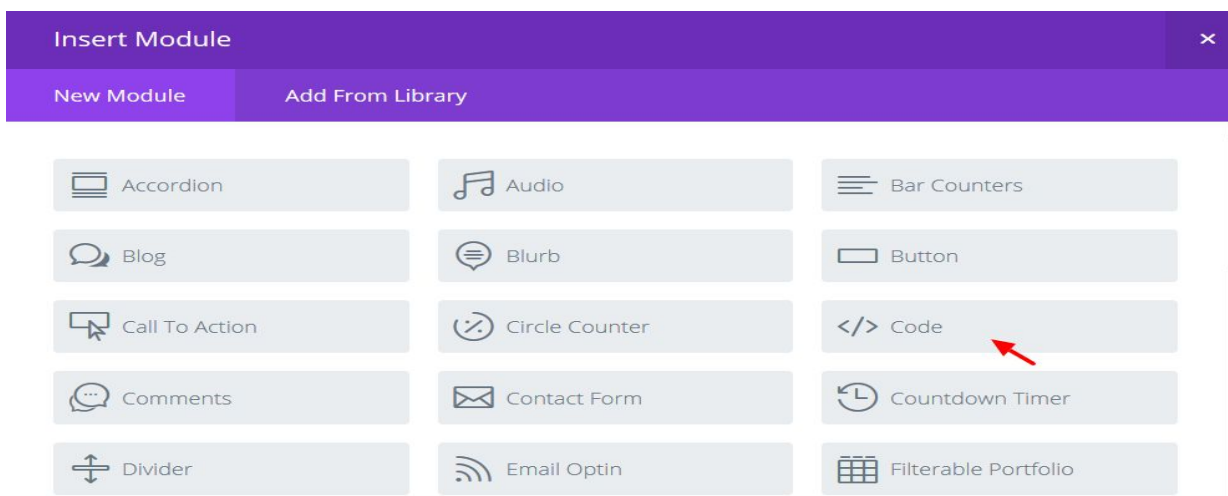 Insert Module
New Module Add From Library
Accordion Audio Bar Counters
Blog Blurb Button
Call To Action Circle Counter </> Code
Comments Contact Form Countdown Timer
Divider Email Optin Filterable Portfolio